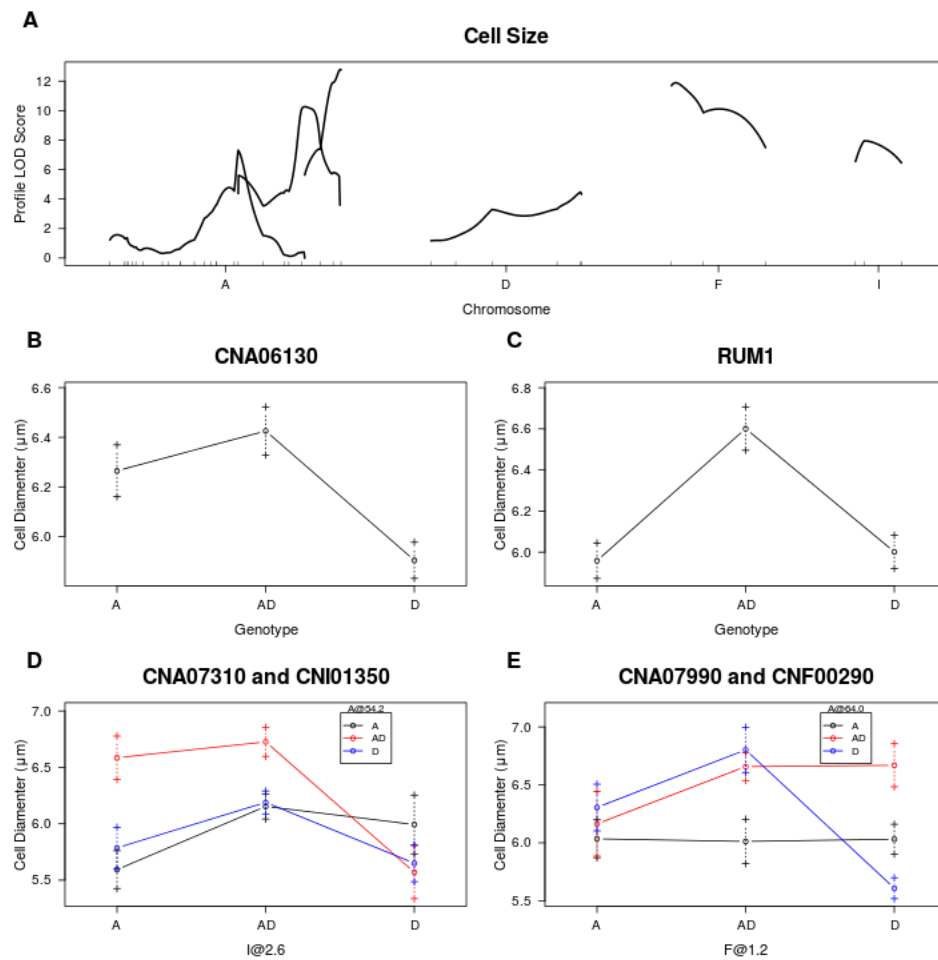 A
Cell Size
Profile LOD Score
12
10
8
6
4
2
0
A D F I
Chromosome
B
CNA06130
Cell Diamenter (µm)
6.6
6.4
6.2
6.0
A AD D
Genotype
C
RUM1
Cell Diamenter (µm)
6.8
6.6
6.4
6.2
6.0
A AD D
Genotype
D
CNA07310 and CNI01350
Cell Diamenter (µm)
7.0
6.5
6.0
5.5
A@54.2
A
AD
D
A AD D
I@2.6
E
CNA07990 and CNF00290
Cell Diamenter (µm)
7.0
6.5
6.0
5.5
A@64.0
A
AD
D
A AD D
F@1.2